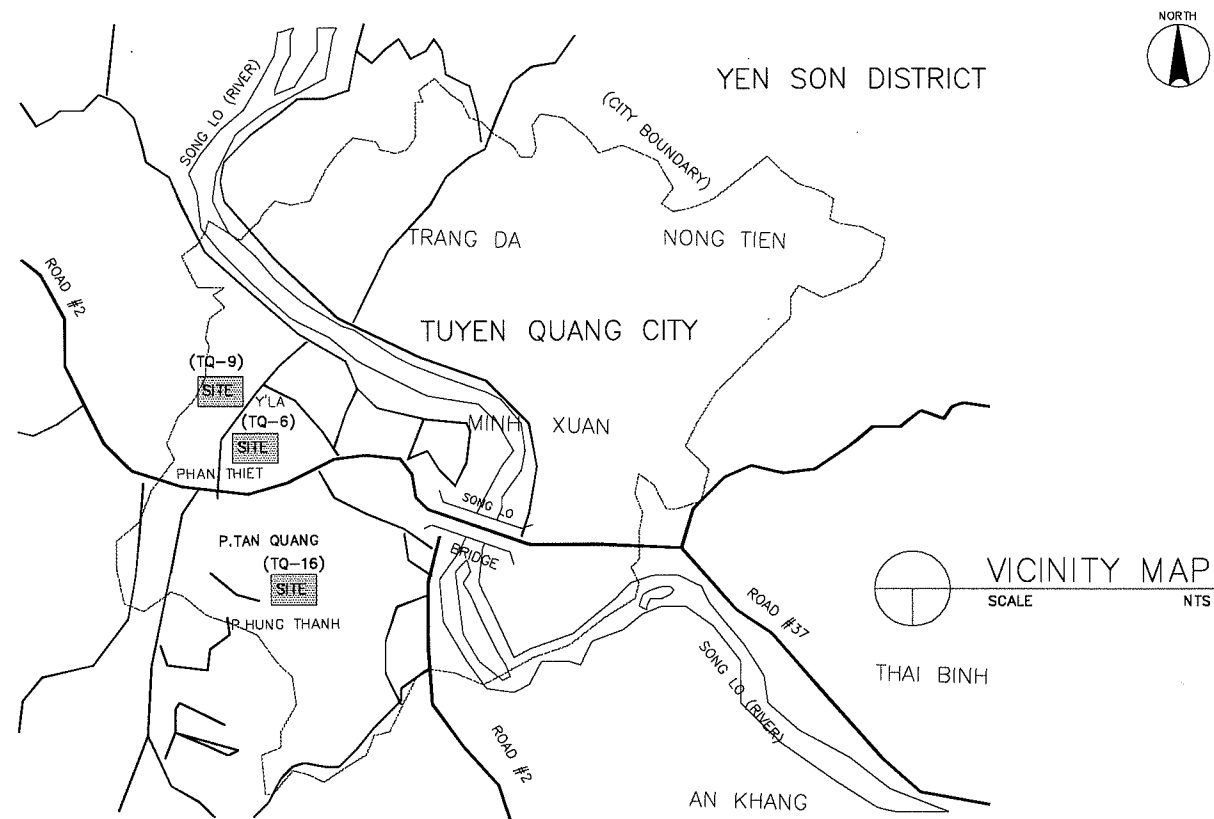 NORTH
YEN SON DISTRICT
SONG LO (RIVER)
(CITY BOUNDARY)
TRANG DA
NONG TIEN
ROAD #2
TUYEN QUANG CITY
(TQ-9)
SITE
Y'LA
(TQ-6)
SITE
MINH XUAN
PHAN THIET
SONG LO
BRIDGE
P.TAN QUANG
(TQ-16)
SITE
P.HUNG THANH
VICINITY MAP
SCALE NTS
ROAD #37
THAI BINH
SONG LO (RIVER)
ROAD #2
AN KHANG